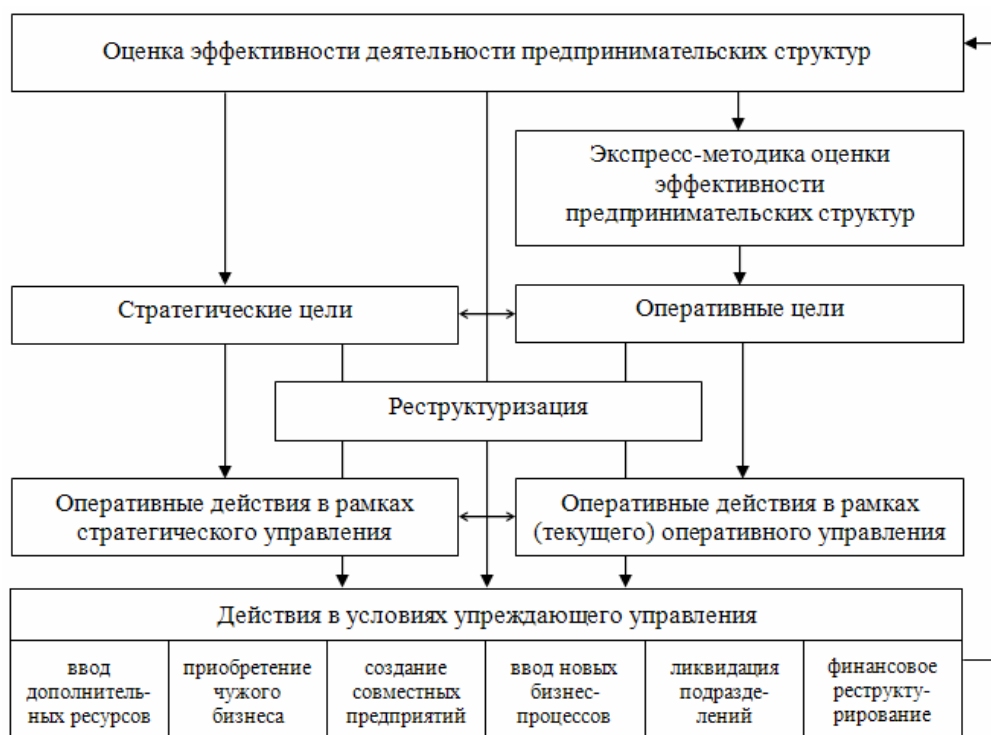 Оценка эффективности деятельности предпринимательских структур
Экспресс-методика оценки
эффективности
предпринимательских структур
Стратегические цели
Оперативные цели
Реструктуризация
Оперативные действия в рамках
стратегического управления
Оперативные действия в рамках
(текущего) оперативного управления
Действия в условиях упреждающего управления
ввод
дополнитель-
ных ресурсов
приобретение
чужого
бизнеса
создание
совместных
предприятий
ввод новых
бизнес-
процессов
ликвидация
подразде-
лений
финансовое
реструкту-
рирование